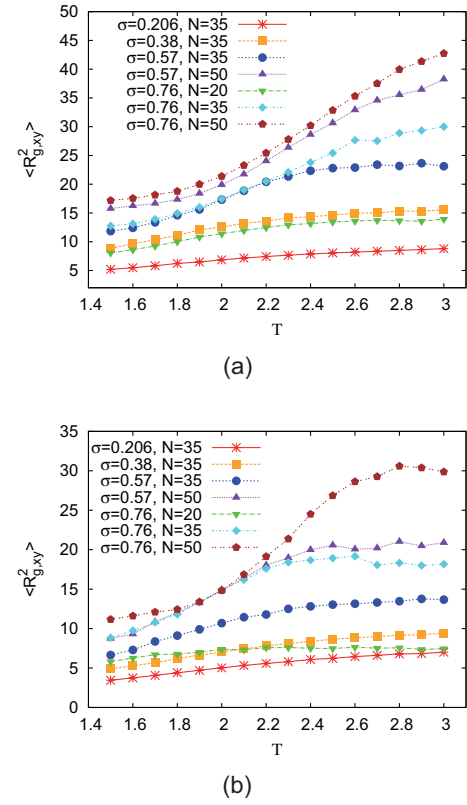 50
45
40
35
30
25
20
15
10
5
<R²g,xy>
σ=0.206, N=35
σ=0.38, N=35
σ=0.57, N=35
σ=0.57, N=50
σ=0.76, N=20
σ=0.76, N=35
σ=0.76, N=50
1.4 1.6 1.8 2 2.2 2.4 2.6 2.8 3
T
(a)
35
30
25
20
15
10
5
0
<R²g,xy>
σ=0.206, N=35
σ=0.38, N=35
σ=0.57, N=35
σ=0.57, N=50
σ=0.76, N=20
σ=0.76, N=35
σ=0.76, N=50
1.4 1.6 1.8 2 2.2 2.4 2.6 2.8 3
T
(b)